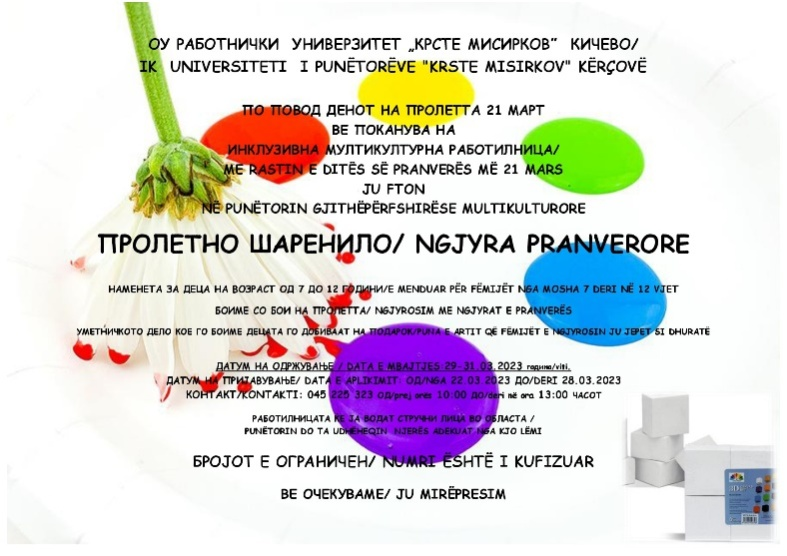 ОУ РАБОТНИЧКИ УНИВЕРЗИТЕТ „КРСТЕ МИСИРКОВ” КИЧЕВО/
IK UNIVERSITETI I PUNËTORËVE "KRSTE MISIRKOV" KËRÇOVË
ПО ПОВОД ДЕНОТ НА ПРОЛЕТТА 21 МАРТ
ВЕ ПОКАНУВА НА
ИНКЛУЗИВНА МУЛТИКУЛТУРНА РАБОТИЛНИЦА/
ME RASTIN E DITËS SË PRANVERËS MË 21 MARS
JU FTON
NË PUNËTORIN GJITHËPËRFSHIRËSE MULTIKULTURORE
ПРОЛЕТНО ШАРЕНИЛО/ NGJYRA PRANVERORE
НАМЕНЕТА ЗА ДЕЦА НА ВОЗРАСТ ОД 7 ДО 12 ГОДИНИ/E MENDUAR PËR FËMIJËT NGA MOSHA 7 DERI NË 12 VJET
БОИМЕ СО БОИ НА ПРОЛЕТТА/ NGJYROSIM ME NGJYRAT E PRANVERËS
УМЕТНИЧКОТО ДЕЛО КОЕ ГО БОИМЕ ДЕЦАТА ГО ДОБИВААТ НА ПОДАРОК/PUNA E ARTIT QË FËMIJËT E NGJYROSIN JU JEPET SI DHURATË
ДАТУМ НА ОДРЖУВАЊЕ / DATA E MBAJTJES:29-31.03.2023 година/viti.
ДАТУМ НА ПРИЈАВУВАЊЕ/ DATA E APLIKIMIT ОД/NGA 22.03.2023 ДО/DERI 28.03.2023
КОНТАКТ/KONTAKTI: 045 225 323 ОД/prej orës 10:00 ДО/deri në ora 13:00 ЧАСОТ
РАБОТИЛНИЦАТА ЌЕ ЈА ВОДАТ СТРУЧНИ ЛИЦА ВО ОБЛАСТА /
PUNËTORIN DO TA UDHËHEQIN NJERËS ADEKUAT NGA KJO LËMI
БРОЈОТ Е ОГРАНИЧЕН/ NUMRI ËSHTË I KUFIZUAR
ВЕ ОЧЕКУВАМЕ/ JU MIRËPRESIM